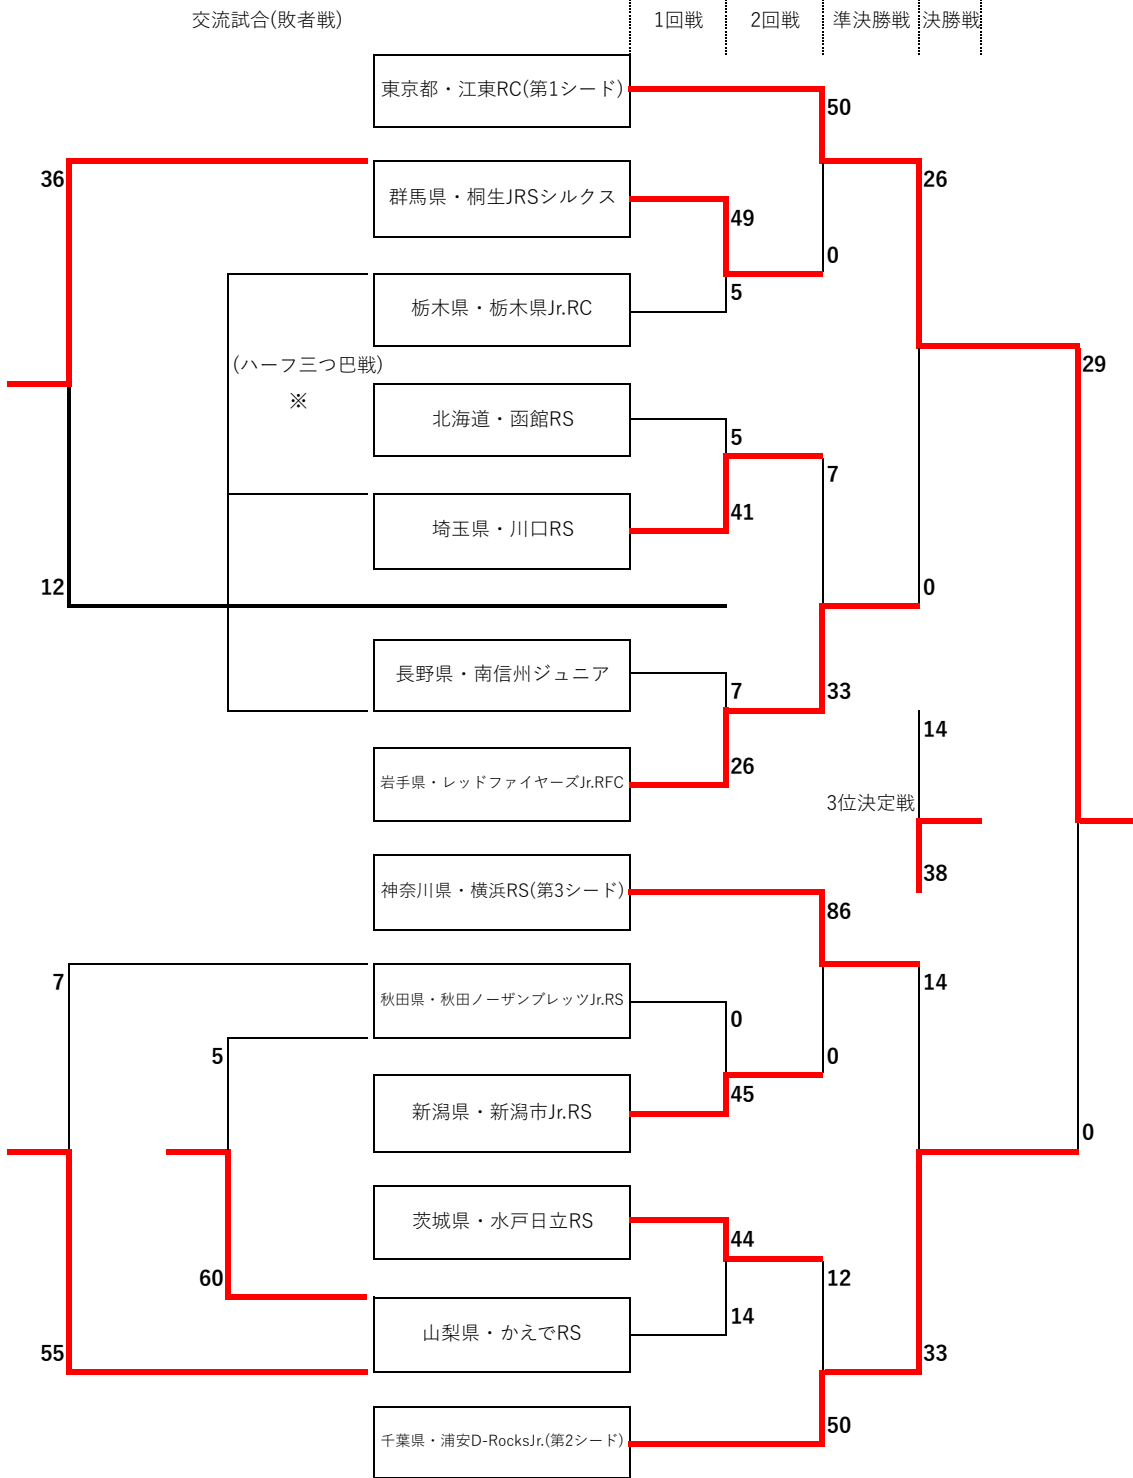 交流試合(敗者戦) 1回戦 2回戦 準決勝戦 決勝戦
東京都・江東RC(第1シード)
50
36
26
群馬県・桐生JRSシルクス
49
0
5
栃木県・栃木県Jr.RC
(ハーフ三つ巴戦)
29
※
北海道・函館RS
5
7
41
埼玉県・川口RS
12
0
長野県・南信州ジュニア
7
33
14
26
岩手県・レッドファイヤーズJr.RFC
3位決定戦
38
神奈川県・横浜RS(第3シード)
86
7
14
秋田県・秋田ノーザンブレッツJr.RS
0
5
0
45
新潟県・新潟市Jr.RS
0
茨城県・水戸日立RS
44
60
12
14
山梨県・かえでRS
55
33
50
千葉県・浦安D-RocksJr.(第2シード)